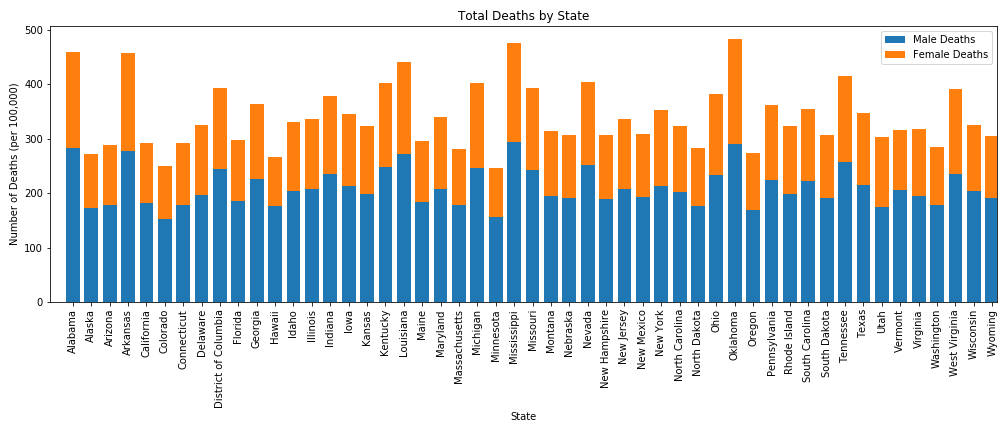 Total Deaths by State
Male Deaths
Female Deaths
Number of Deaths (per 100,000)
500
400
300
200
100
0
Alabama
Alaska
Arizona
Arkansas
California
Colorado
Connecticut
Delaware
District of Columbia
Florida
Georgia
Hawaii
Idaho
Illinois
Indiana
Iowa
Kansas
Kentucky
Louisiana
Maine
Maryland
Massachusetts
Michigan
Minnesota
Mississippi
Missouri
Montana
Nebraska
Nevada
New Hampshire
New Jersey
New Mexico
New York
North Carolina
North Dakota
Ohio
Oklahoma
Oregon
Pennsylvania
Rhode Island
South Carolina
South Dakota
Tennessee
Texas
Utah
Vermont
Virginia
Washington
West Virginia
Wisconsin
Wyoming
State